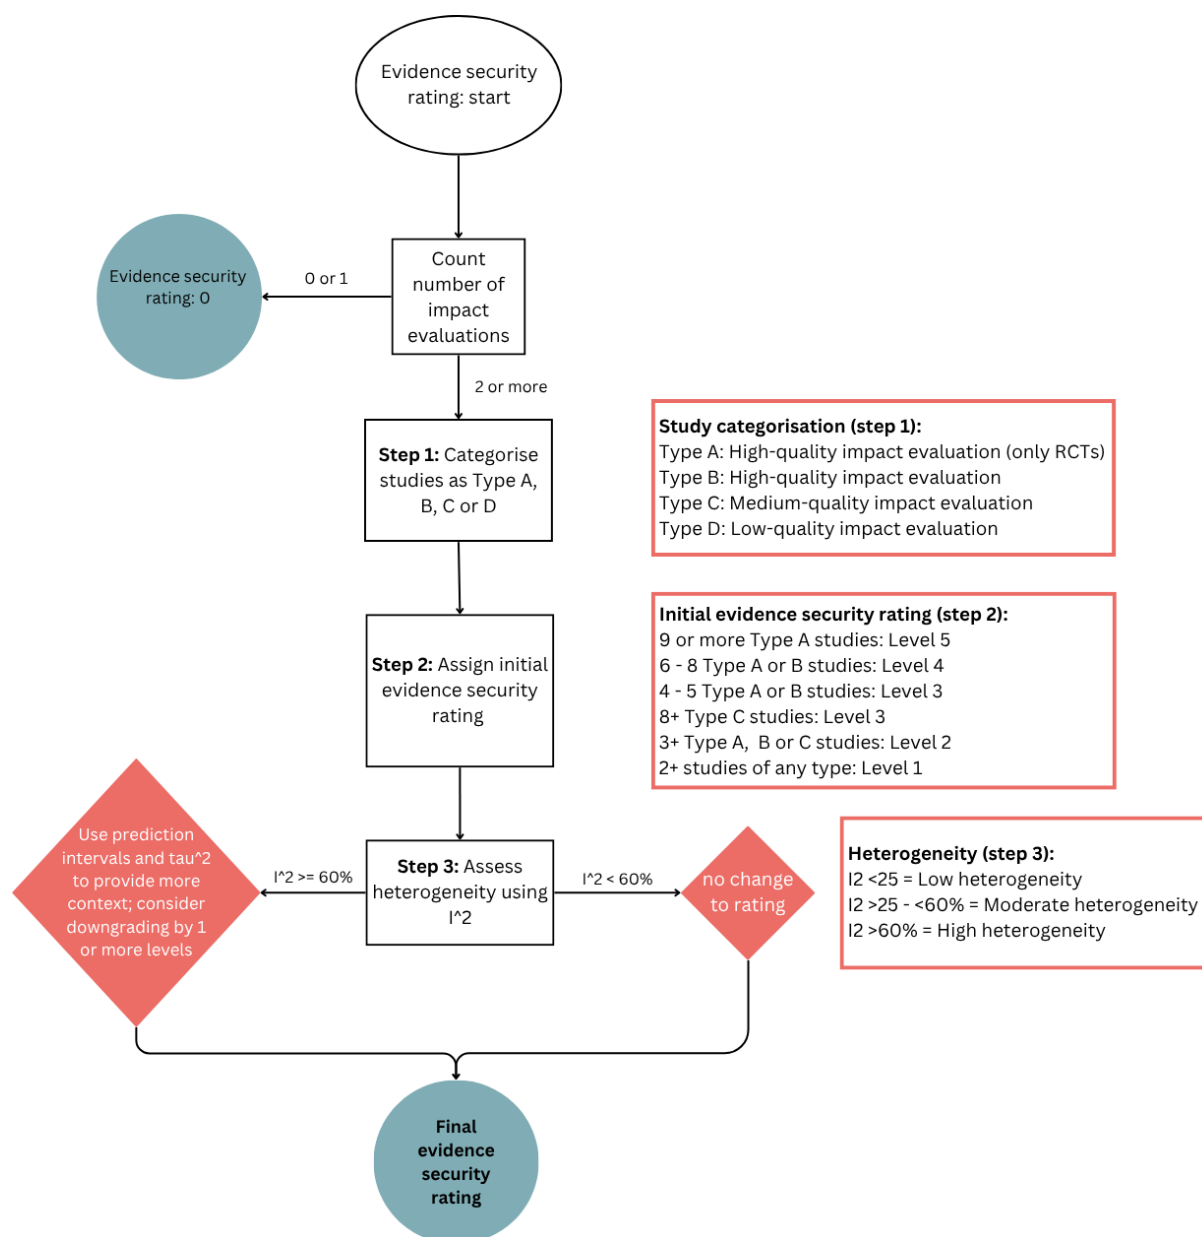 Evidence security
rating: start
Evidence security
rating: 0
0 or 1
Count
number of
impact
evaluations
2 or more
Step 1: Categorise
studies as Type A,
B, C or D
Study categorisation (step 1):
Type A: High-quality impact evaluation (only RCTs)
Type B: High-quality impact evaluation
Type C: Medium-quality impact evaluation
Type D: Low-quality impact evaluation
Step 2: Assign initial
evidence security
rating
Initial evidence security rating (step 2):
9 or more Type A studies: Level 5
6 - 8 Type A or B studies: Level 4
4 - 5 Type A or B studies: Level 3
8+ Type C studies: Level 3
3+ Type A, B or C studies: Level 2
2+ studies of any type: Level 1
Use prediction
intervals and tau^2
to provide more
context; consider
downgrading by 1
or more levels
I^2 >= 60%
Step 3: Assess
heterogeneity using
I^2
I^2 < 60%
no change
to rating
Heterogeneity (step 3):
I2 <25 = Low heterogeneity
I2 >25 - <60% = Moderate heterogeneity
I2 >60% = High heterogeneity
Final
evidence
security
rating